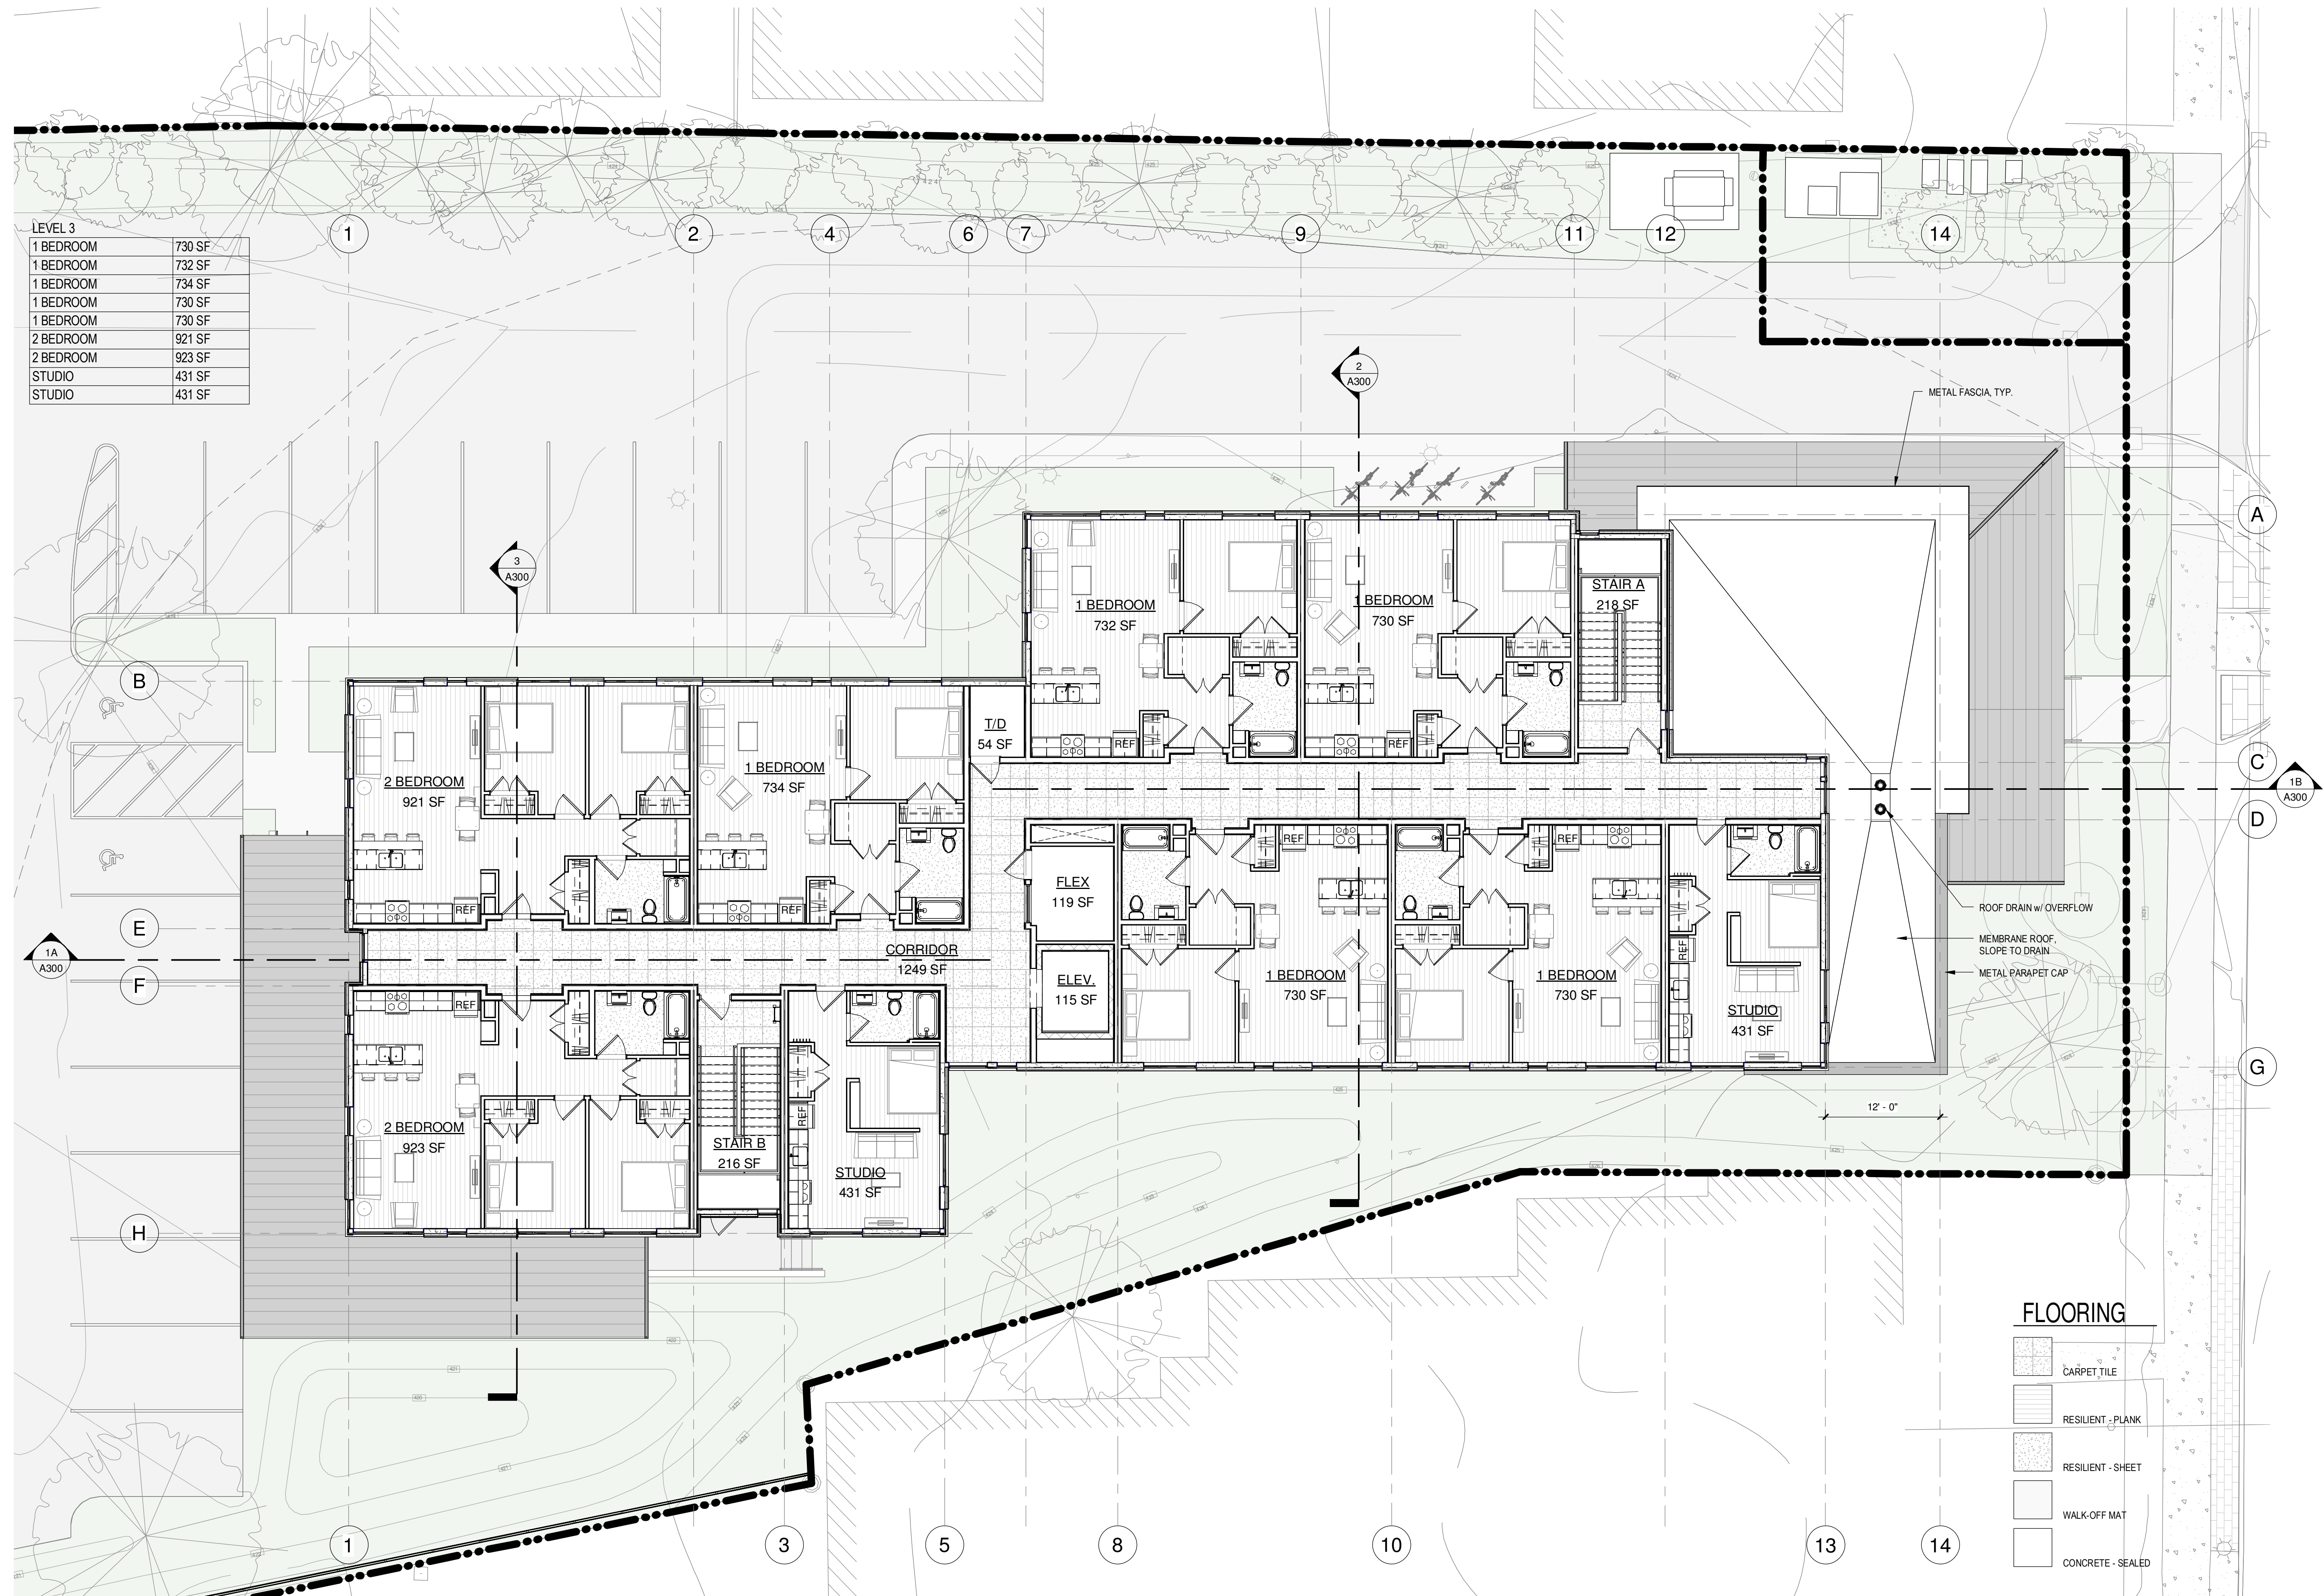 LEVEL 3
1 BEDROOM 730 SF
1 BEDROOM 732 SF
1 BEDROOM 734 SF
1 BEDROOM 730 SF
1 BEDROOM 730 SF
2 BEDROOM 921 SF
2 BEDROOM 923 SF
STUDIO 431 SF
STUDIO 431 SF
1
2
4
6
7
9
11
12
14
2
A300
METAL FASCIA, TYP.
A
3
A300
STAIR A
218 SF
1 BEDROOM
732 SF
1 BEDROOM
730 SF
B
T/D
54 SF
REF
REF
2 BEDROOM
921 SF
1 BEDROOM
734 SF
C
1B
A300
D
REF
REF
FLEX
119 SF
REF
REF
ROOF DRAIN w/ OVERFLOW
E
MEMBRANE ROOF,
SLOPE TO DRAIN
REF
CORRIDOR
1249 SF
1A
A300
METAL PARAPET CAP
F
ELEV.
115 SF
1 BEDROOM
730 SF
1 BEDROOM
730 SF
REF
STUDIO
431 SF
G
12' - 0"
REF
2 BEDROOM
923 SF
STAIR B
216 SF
STUDIO
431 SF
H
FLOORING
CARPET TILE
RESILIENT - PLANK
RESILIENT - SHEET
WALK-OFF MAT
CONCRETE - SEALED
1
3
5
8
10
13
14